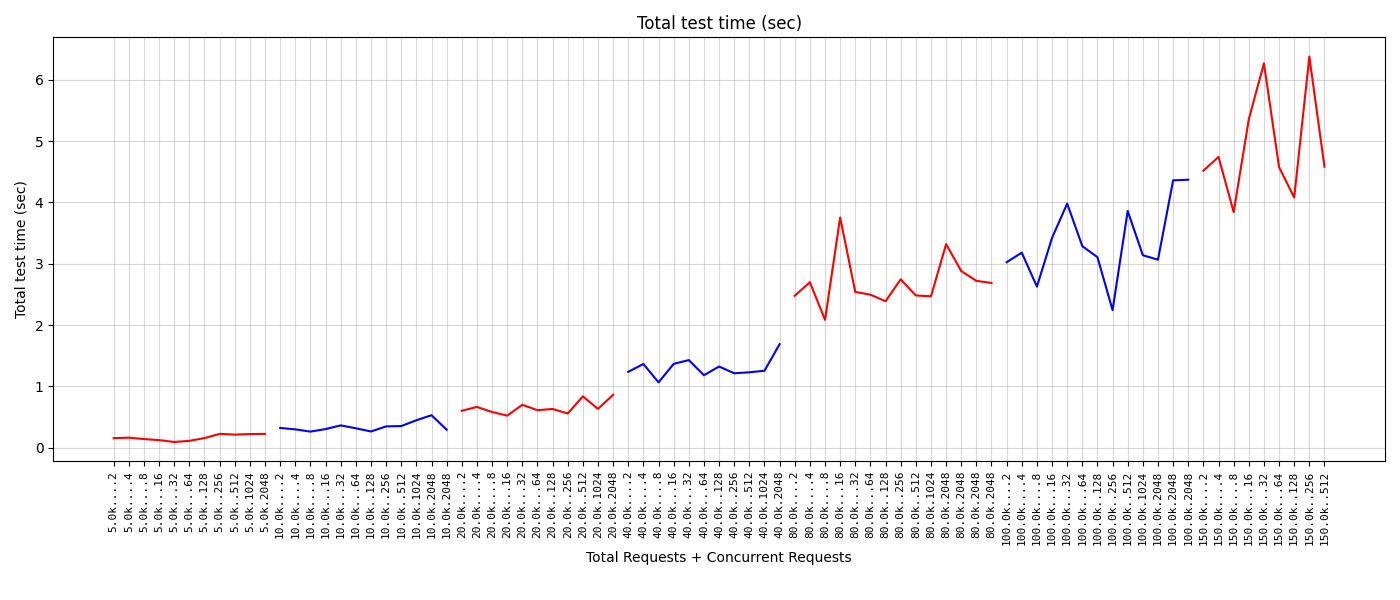 Total test time (sec)
6
5
4
3
2
1
0
Total test time (sec)
5.0k....2
5.0k....4
5.0k....8
5.0k...16
5.0k...32
5.0k...64
5.0k..128
5.0k..256
5.0k..512
5.0k.1024
5.0k.2048
10.0k....2
10.0k....4
10.0k....8
10.0k...16
10.0k...32
10.0k...64
10.0k..128
10.0k..256
10.0k..512
10.0k.1024
10.0k.2048
10.0k.2048
20.0k....2
20.0k....4
20.0k....8
20.0k...16
20.0k...32
20.0k...64
20.0k..128
20.0k..256
20.0k..512
20.0k.1024
20.0k.2048
40.0k....2
40.0k....4
40.0k....8
40.0k...16
40.0k...32
40.0k...64
40.0k..128
40.0k..256
40.0k..512
40.0k.1024
40.0k.2048
80.0k....2
80.0k....4
80.0k....8
80.0k...16
80.0k...32
80.0k...64
80.0k..128
80.0k..256
80.0k..512
80.0k.1024
80.0k.2048
80.0k.2048
80.0k.2048
80.0k.2048
100.0k....2
100.0k....4
100.0k....8
100.0k...16
100.0k...32
100.0k...64
100.0k..128
100.0k..256
100.0k..512
100.0k.1024
100.0k.2048
100.0k.2048
100.0k.2048
150.0k....2
150.0k....4
150.0k....8
150.0k...16
150.0k...32
150.0k...64
150.0k..128
150.0k..256
150.0k..512
Total Requests + Concurrent Requests